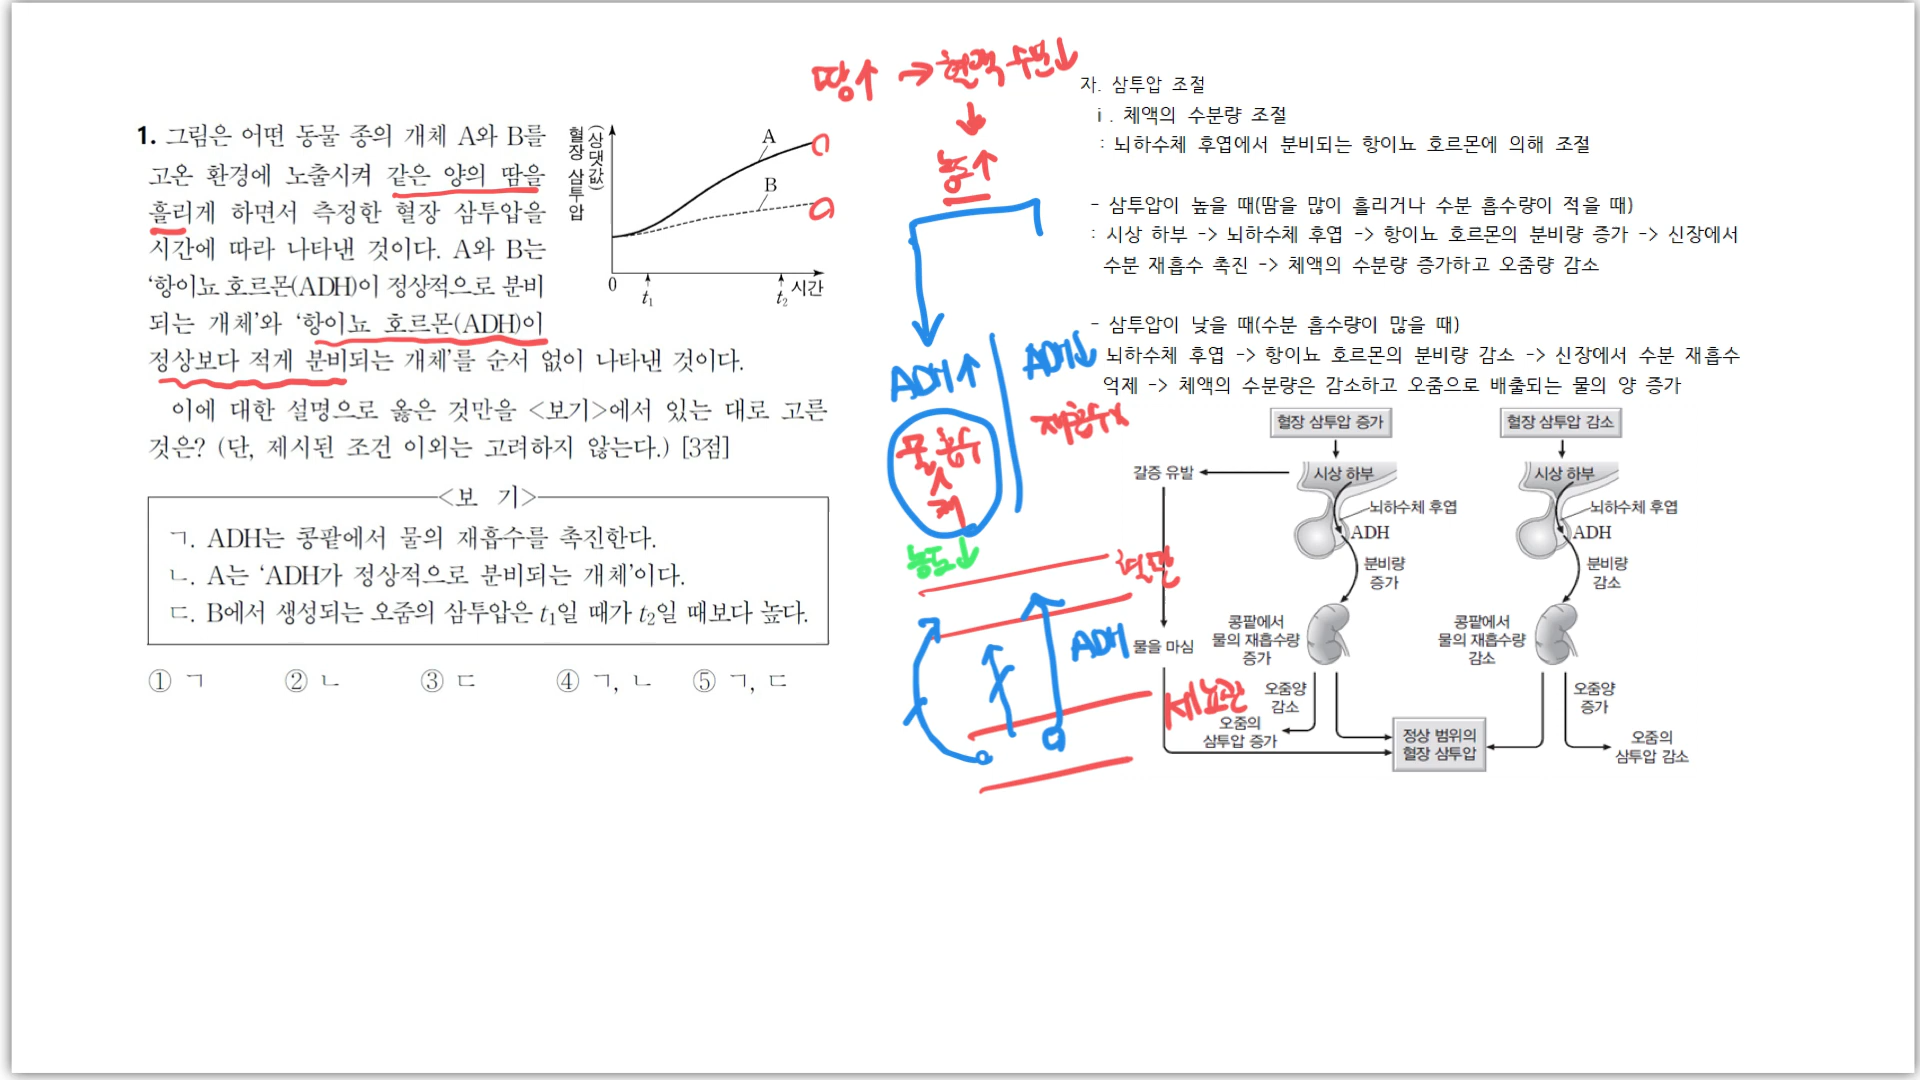 1. 그림은 어떤 동물 종의 개체 A와 B를
고온 환경에 노출시켜 같은 양의 땀을
흘리게 하면서 측정한 혈장 삼투압을
시간에 따라 나타낸 것이다. A와 B는
‘항이뇨 호르몬(ADH)이 정상적으로 분비
되는 개체’와 ‘항이뇨 호르몬(ADH)이
정상보다 적게 분비되는 개체’를 순서 없이 나타낸 것이다.
혈장 삼투압
(상댓값)
A
B
0
t₁
t₂
시간
이에 대한 설명으로 옳은 것만을 <보기>에서 있는 대로 고른
것은? (단, 제시된 조건 이외는 고려하지 않는다.) [3점]
<보 기>
ㄱ. ADH는 콩팥에서 물의 재흡수를 촉진한다.
ㄴ. A는 ‘ADH가 정상적으로 분비되는 개체’이다.
ㄷ. B에서 생성되는 오줌의 삼투압은 t₁일 때가 t₂일 때보다 높다.
① ㄱ
② ㄴ
③ ㄷ
④ ㄱ, ㄴ
⑤ ㄱ, ㄷ
땀↑ → 혈액 수분↓
↓
농도↑
ADH↑
ADH↓
물 흡수
재
재흡수x
농도↓
혈관
ADH
세뇨관
자. 삼투압 조절
ⅰ. 체액의 수분량 조절
: 뇌하수체 후엽에서 분비되는 항이뇨 호르몬에 의해 조절
- 삼투압이 높을 때(땀을 많이 흘리거나 수분 흡수량이 적을 때)
: 시상 하부 -> 뇌하수체 후엽 -> 항이뇨 호르몬의 분비량 증가 -> 신장에서
수분 재흡수 촉진 -> 체액의 수분량 증가하고 오줌량 감소
- 삼투압이 낮을 때(수분 흡수량이 많을 때)
뇌하수체 후엽 -> 항이뇨 호르몬의 분비량 감소 -> 신장에서 수분 재흡수
억제 -> 체액의 수분량은 감소하고 오줌으로 배출되는 물의 양 증가
혈장 삼투압 증가
시상 하부
갈증 유발
뇌하수체 후엽
ADH
분비량
증가
콩팥에서
물의 재흡수량
증가
물을 마심
오줌양
감소
오줌의
삼투압 증가
정상 범위의
혈장 삼투압
혈장 삼투압 감소
시상 하부
뇌하수체 후엽
ADH
분비량
감소
콩팥에서
물의 재흡수량
감소
오줌양
증가
오줌의
삼투압 감소